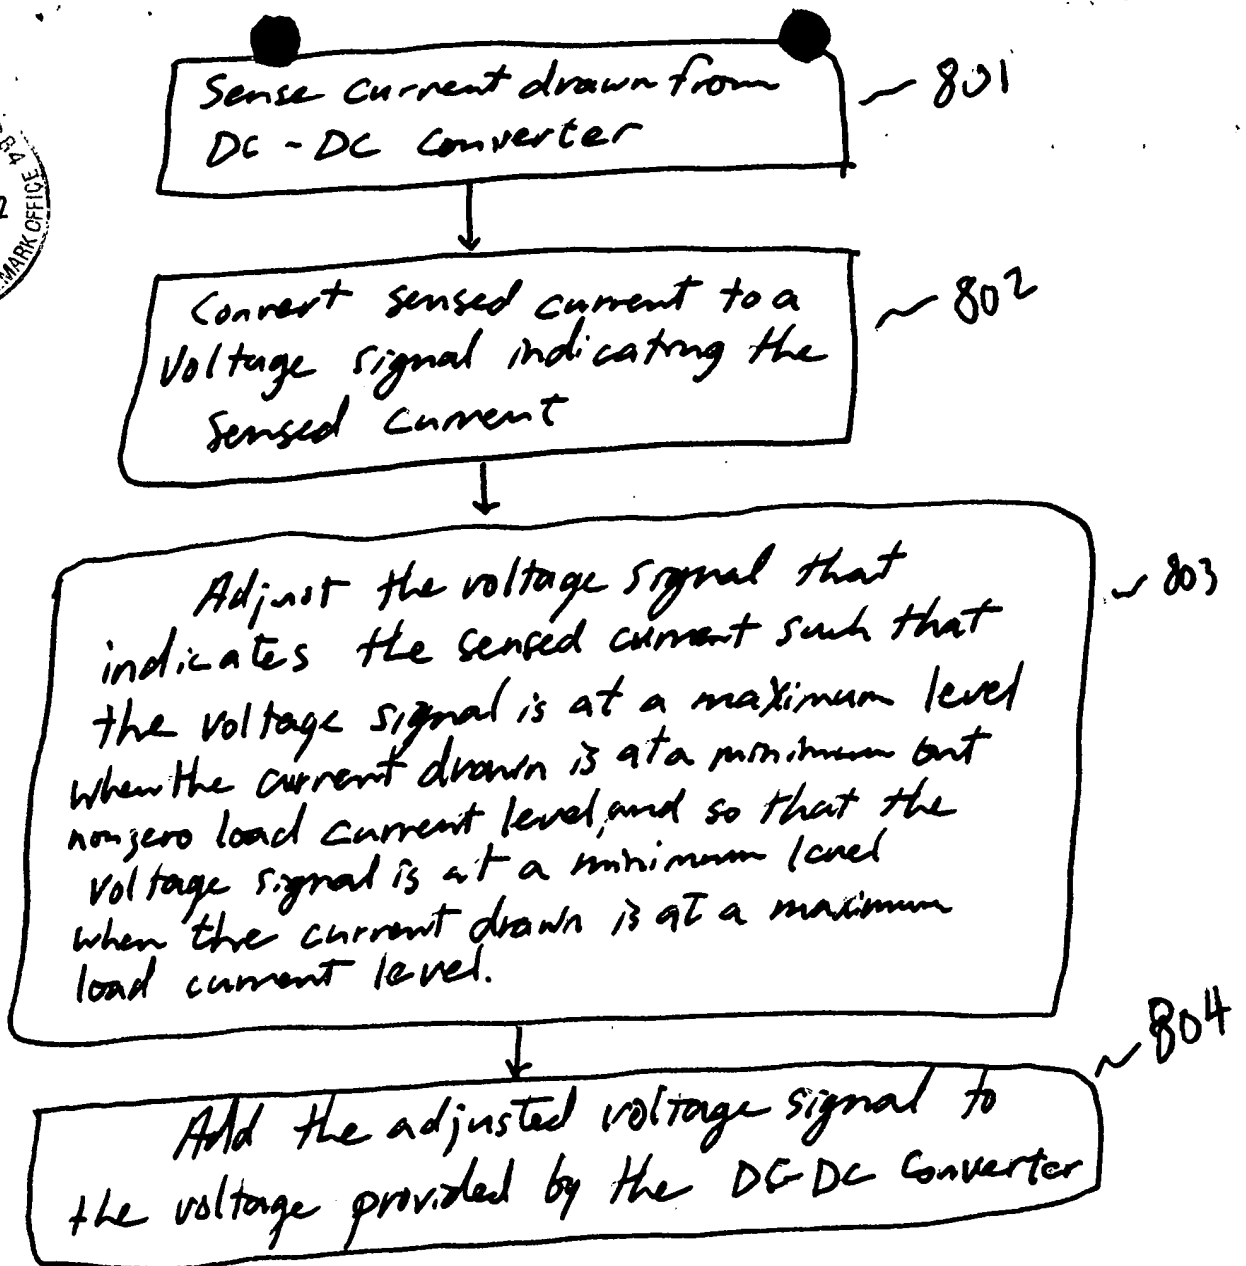 Sense current drawn from
DC-DC Converter
801
Convert sensed current to a
voltage signal indicating the
sensed current
802
Adjust the voltage signal that
indicates the sensed current such that
the voltage signal is at a maximum level
when the current drawn is at a minimum but
nonzero load current level, and so that the
voltage signal is at a minimum level
when the current drawn is at a maximum
load current level.
803
Add the adjusted voltage signal to
the voltage provided by the DC-DC Converter
804
MARK OFFICE